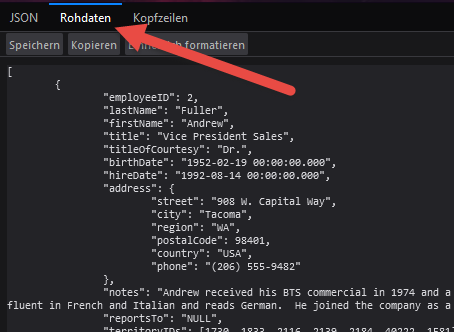 JSON Rohdaten Kopfzeilen
Speichern Kopieren formatieren
[
{
"employeeID": 2,
"lastName": "Fuller",
"firstName": "Andrew",
"title": "Vice President Sales",
"titleOfCourtesy": "Dr.",
"birthDate": "1952-02-19 00:00:00.000",
"hireDate": "1992-08-14 00:00:00.000",
"address": {
"street": "908 W. Capital Way",
"city": "Tacoma",
"region": "WA",
"postalCode": 98401,
"country": "USA",
"phone": "(206) 555-9482"
},
"notes": "Andrew received his BTS commercial in 1974 and a
fluent in French and Italian and reads German. He joined the company as a
"reportsTo": "NULL",
"territoryIDs": [1730, 1833, 2116, 2139, 2184, 40222, 1581